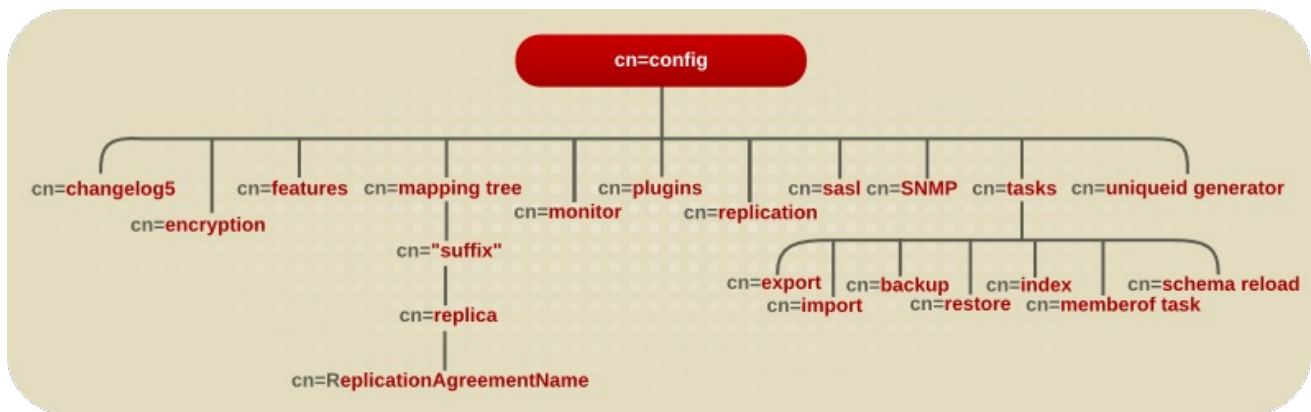 cn=config
cn=changelog5
cn=encryption
cn=features
cn=mapping tree
cn=monitor
cn=plugins
cn=replication
cn=sasl
cn=SNMP
cn=tasks
cn=uniqueid generator
cn="suffix"
cn=replica
cn=ReplicationAgreementName
cn=export
cn=import
cn=backup
cn=restore
cn=index
cn=memberof task
cn=schema reload